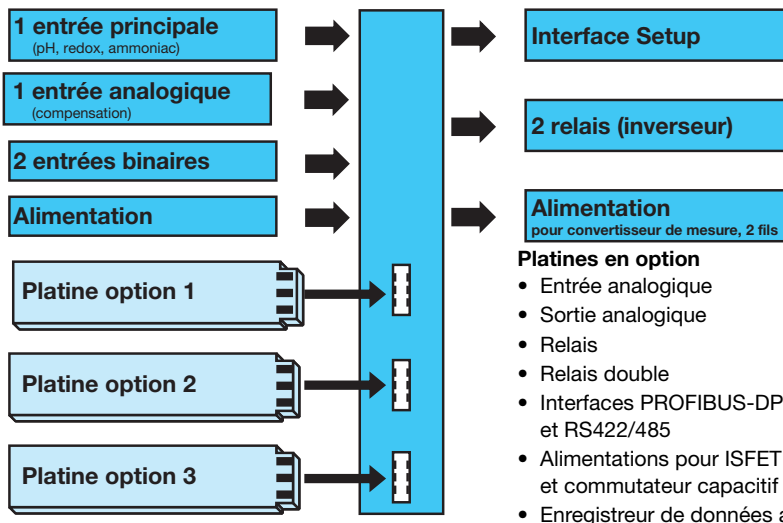 1 entrée principale
(pH, redox, ammoniac)
1 entrée analogique
(compensation)
2 entrées binaires
Alimentation
Platine option 1
Platine option 2
Platine option 3
Interface Setup
2 relais (inverseur)
Alimentation
pour convertisseur de mesure, 2 fils
Platines en option
• Entrée analogique
• Sortie analogique
• Relais
• Relais double
• Interfaces PROFIBUS-DP
et RS422/485
• Alimentations pour ISFET
et commutateur capacitif
• Enregistreur de données